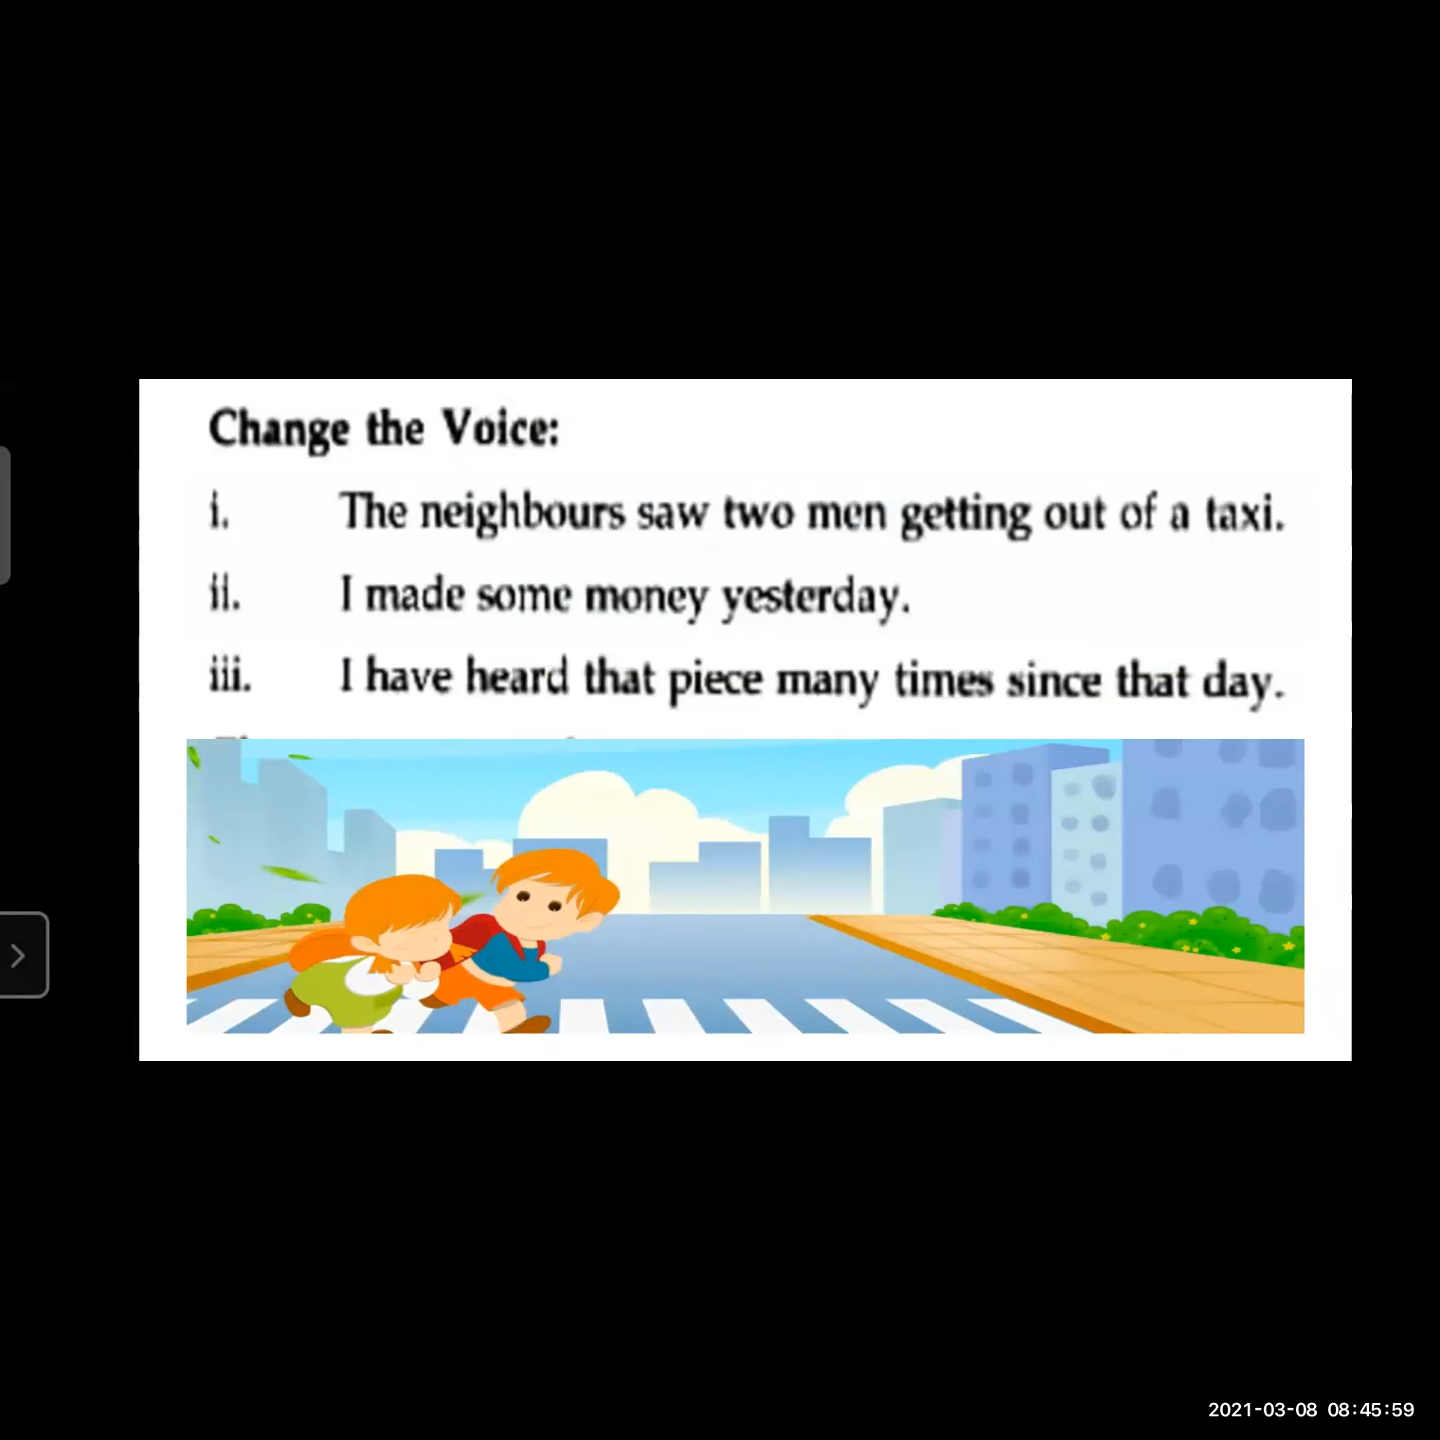 Change the Voice:
i. The neighbours saw two men getting out of a taxi.
ii. I made some money yesterday.
iii. I have heard that piece many times since that day.
2021-03-08 08:45:59